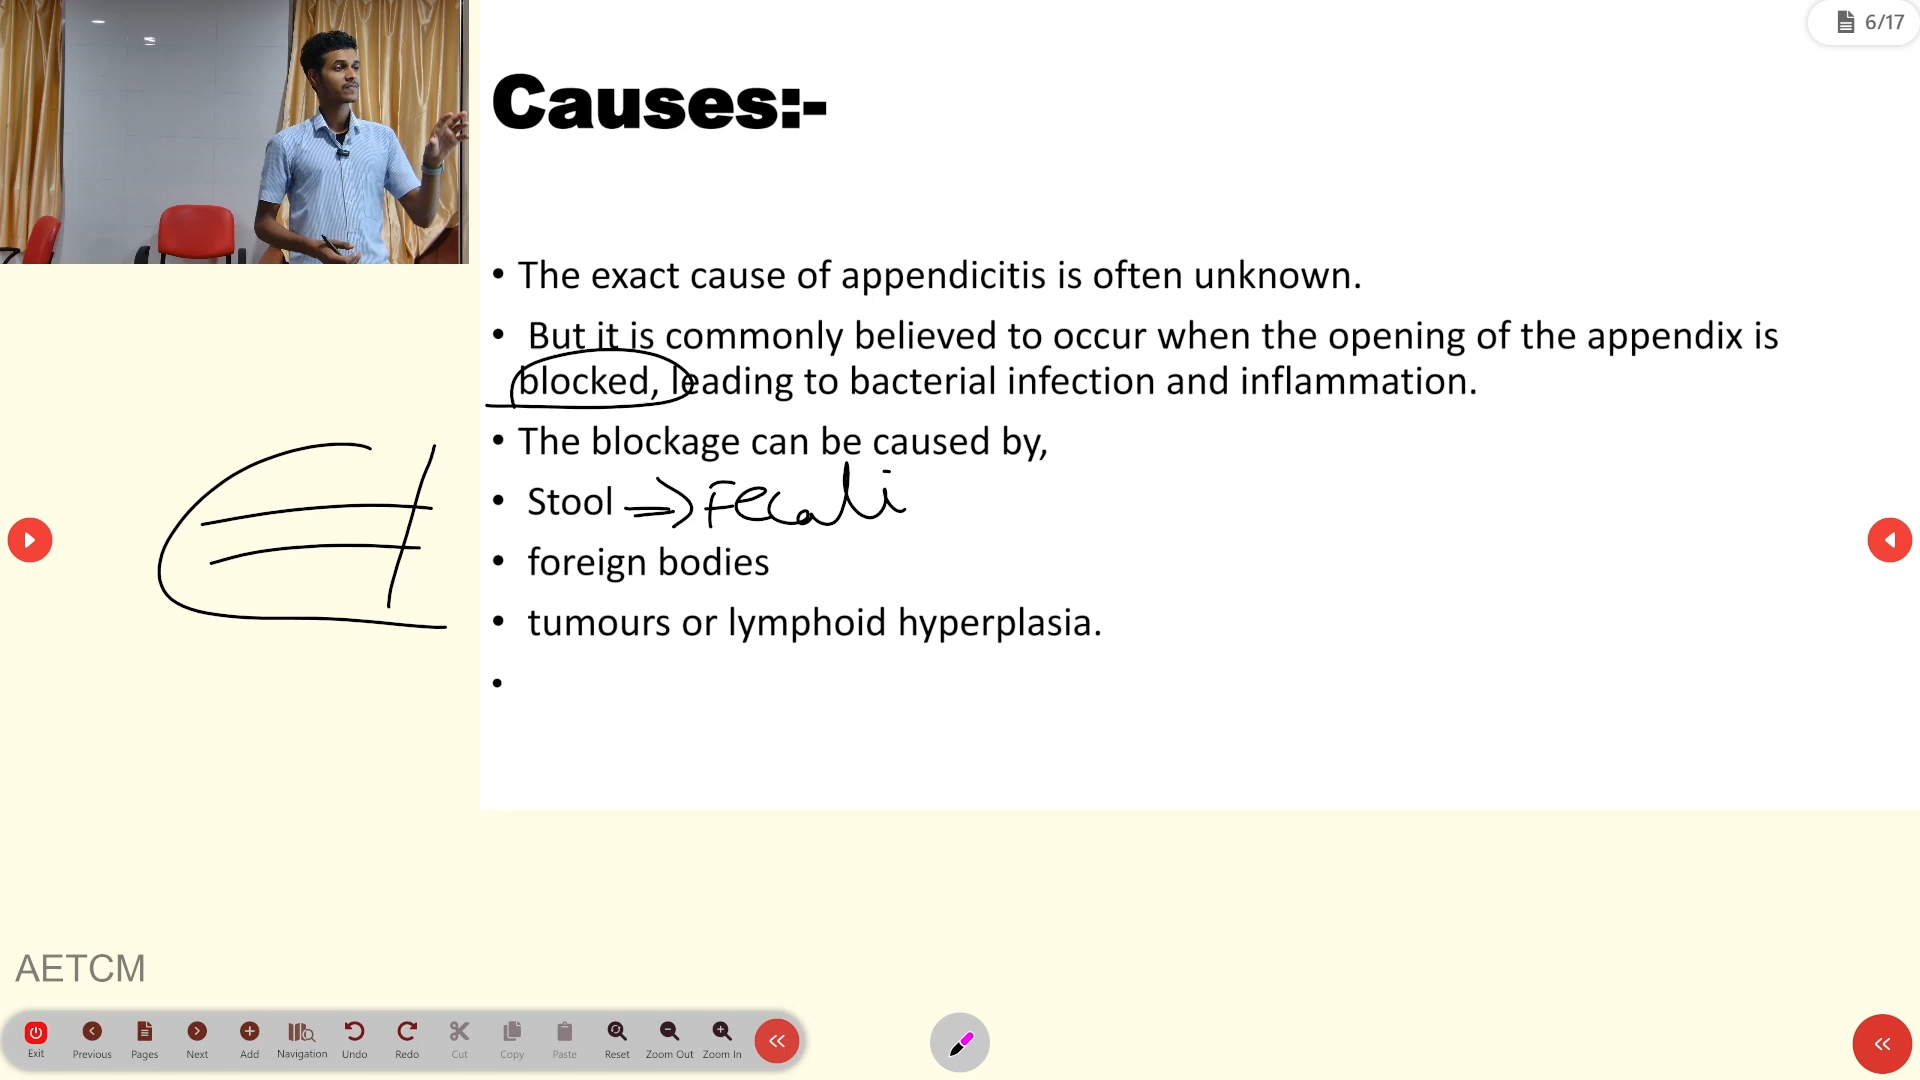 6/17
Causes:-
• The exact cause of appendicitis is often unknown.
• But it is commonly believed to occur when the opening of the appendix is
blocked, leading to bacterial infection and inflammation.
• The blockage can be caused by,
• Stool ⇒ Fecali
• foreign bodies
• tumours or lymphoid hyperplasia.
•
AETCM
Exit Previous Pages Next Add Navigation Undo Redo Cut Copy Paste Reset Zoom Out Zoom In